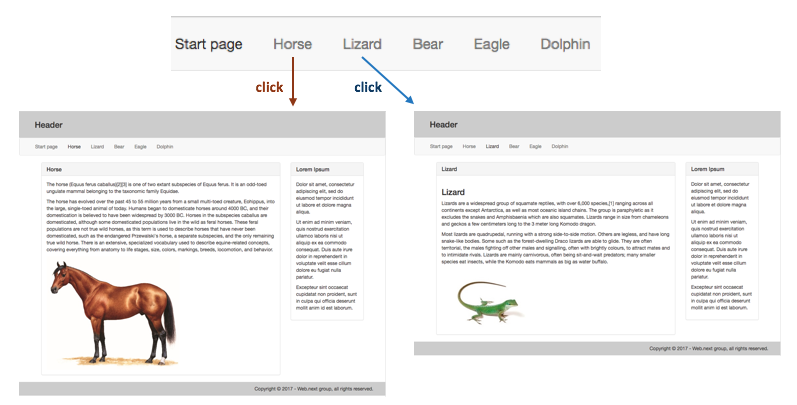 Start page Horse Lizard Bear Eagle Dolphin
click
click
Header
Start page Horse Lizard Bear Eagle Dolphin
Horse
The horse (Equus ferus caballus)[2][3] is one of two extant subspecies of Equus ferus. It is an odd-toed
ungulate mammal belonging to the taxonomic family Equidae.
The horse has evolved over the past 45 to 55 million years from a small multi-toed creature, Eohippus, into
the large, single-toed animal of today. Humans began to domesticate horses around 4000 BC, and their
domestication is believed to have been widespread by 3000 BC. Horses in the subspecies caballus are
domesticated, although some domesticated populations live in the wild as feral horses. These feral
populations are not true wild horses, as this term is used to describe horses that have never been
domesticated, such as the endangered Przewalski's horse, a separate subspecies, and the only remaining
true wild horse. There is an extensive, specialized vocabulary used to describe equine-related concepts,
covering everything from anatomy to life stages, size, colors, markings, breeds, locomotion, and behavior.
Lorem Ipsum
Dolor sit amet, consectetur
adipiscing elit, sed do
eiusmod tempor incididunt
ut labore et dolore magna
aliqua.
Ut enim ad minim veniam,
quis nostrud exercitation
ullamco laboris nisi ut
aliquip ex ea commodo
consequat. Duis aute irure
dolor in reprehenderit in
voluptate velit esse cillum
dolore eu fugiat nulla
pariatur.
Excepteur sint occaecat
cupidatat non proident, sunt
in culpa qui officia deserunt
mollit anim id est laborum.
Copyright © 2017 - Web.next group, all rights reserved.
Header
Start page Horse Lizard Bear Eagle Dolphin
Lizard
Lizard
Lizards are a widespread group of squamate reptiles, with over 6,000 species,[1] ranging across all
continents except Antarctica, as well as most oceanic island chains. The group is paraphyletic as it
excludes the snakes and Amphisbaenia which are also squamates. Lizards range in size from chameleons
and geckos a few centimeters long to the 3 meter long Komodo dragon.
Most lizards are quadrupedal, running with a strong side-to-side motion. Others are legless, and have long
snake-like bodies. Some such as the forest-dwelling Draco lizards are able to glide. They are often
territorial, the males fighting off other males and signalling, often with brightly colours, to attract mates and
to intimidate rivals. Lizards are mainly carnivorous, often being sit-and-wait predators; many smaller
species eat insects, while the Komodo eats mammals as big as water buffalo.
Lorem Ipsum
Dolor sit amet, consectetur
adipiscing elit, sed do
eiusmod tempor incididunt
ut labore et dolore magna
aliqua.
Ut enim ad minim veniam,
quis nostrud exercitation
ullamco laboris nisi ut
aliquip ex ea commodo
consequat. Duis aute irure
dolor in reprehenderit in
voluptate velit esse cillum
dolore eu fugiat nulla
pariatur.
Excepteur sint occaecat
cupidatat non proident, sunt
in culpa qui officia deserunt
mollit anim id est laborum.
Copyright © 2017 - Web.next group, all rights reserved.